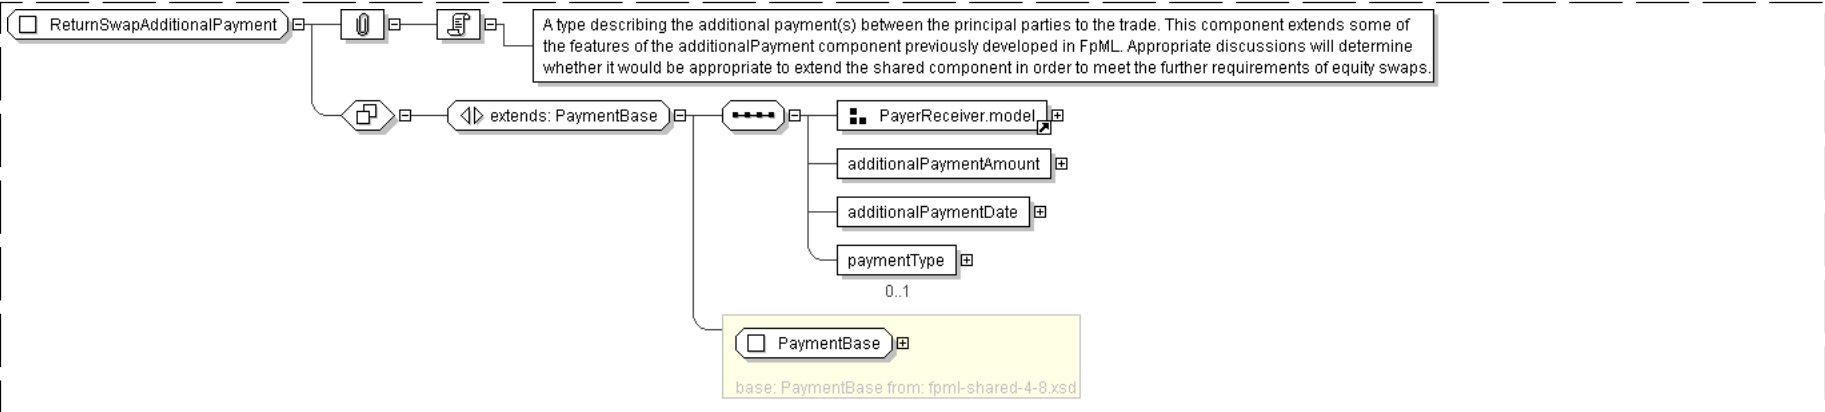 ReturnSwapAdditionalPayment
A type describing the additional payment(s) between the principal parties to the trade. This component extends some of
the features of the additionalPayment component previously developed in FpML. Appropriate discussions will determine
whether it would be appropriate to extend the shared component in order to meet the further requirements of equity swaps.
extends: PaymentBase
PayerReceiver.model
additionalPaymentAmount
additionalPaymentDate
paymentType
0..1
PaymentBase
base: PaymentBase from: fpml-shared-4-8.xsd